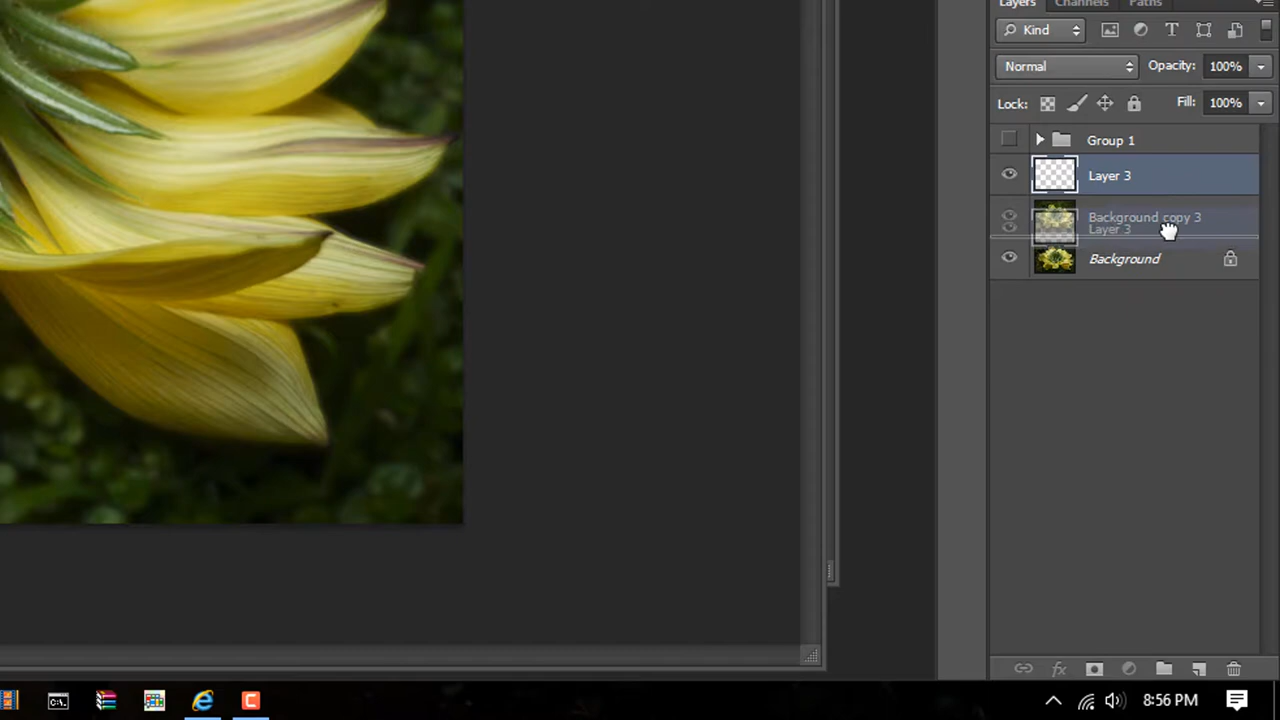 Layers Channels Paths
Kind
Normal Opacity: 100%
Lock: Fill: 100%
Group 1
Layer 3
Background copy 3
Layer 3
Background
C:\.
8:56 PM